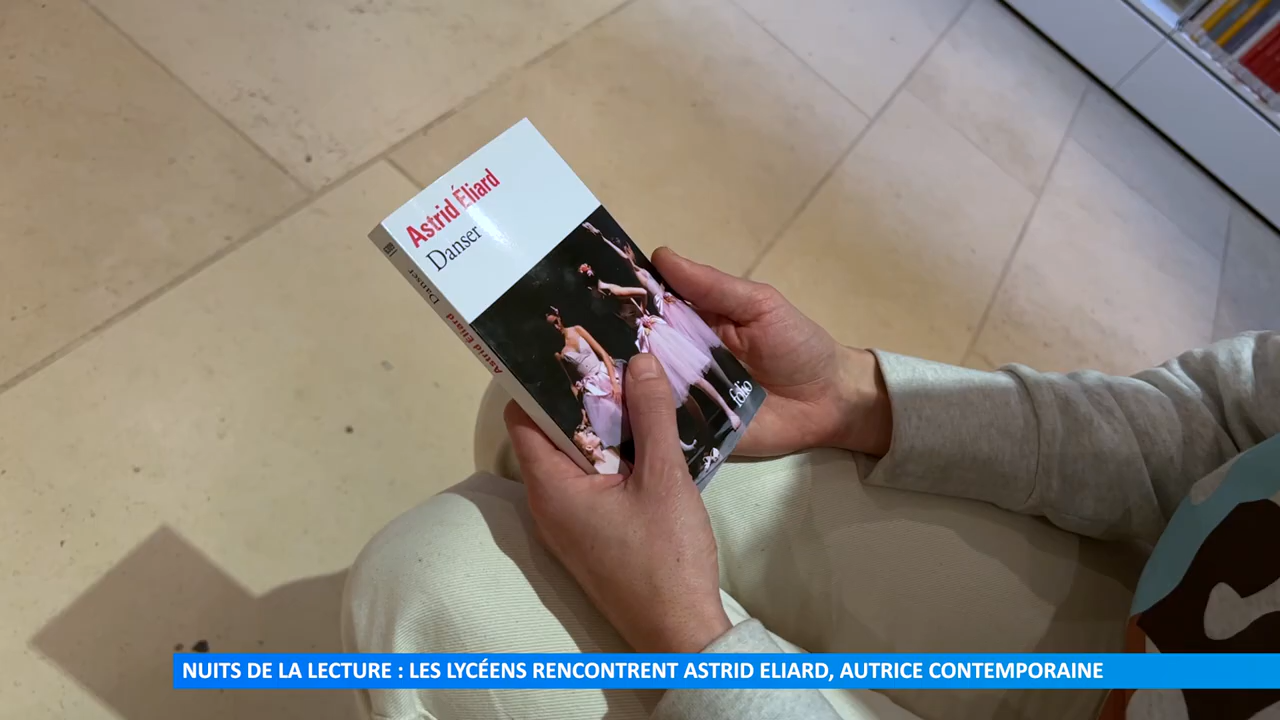 Astrid Éliard
Danser
Danser
Astrid Éliard
folio
NUITS DE LA LECTURE : LES LYCÉENS RENCONTRENT ASTRID ELIARD, AUTRICE CONTEMPORAINE